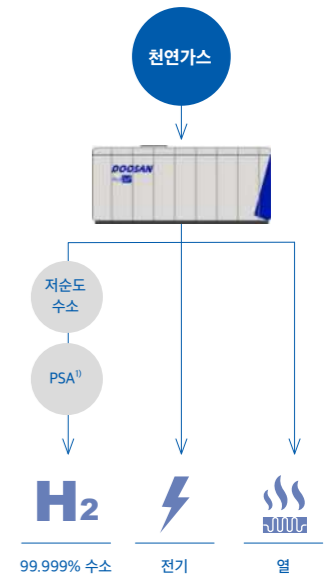 천연가스
DOOSAN
저순도
수소
PSA¹⁾
H₂
99.999% 수소
전기
열